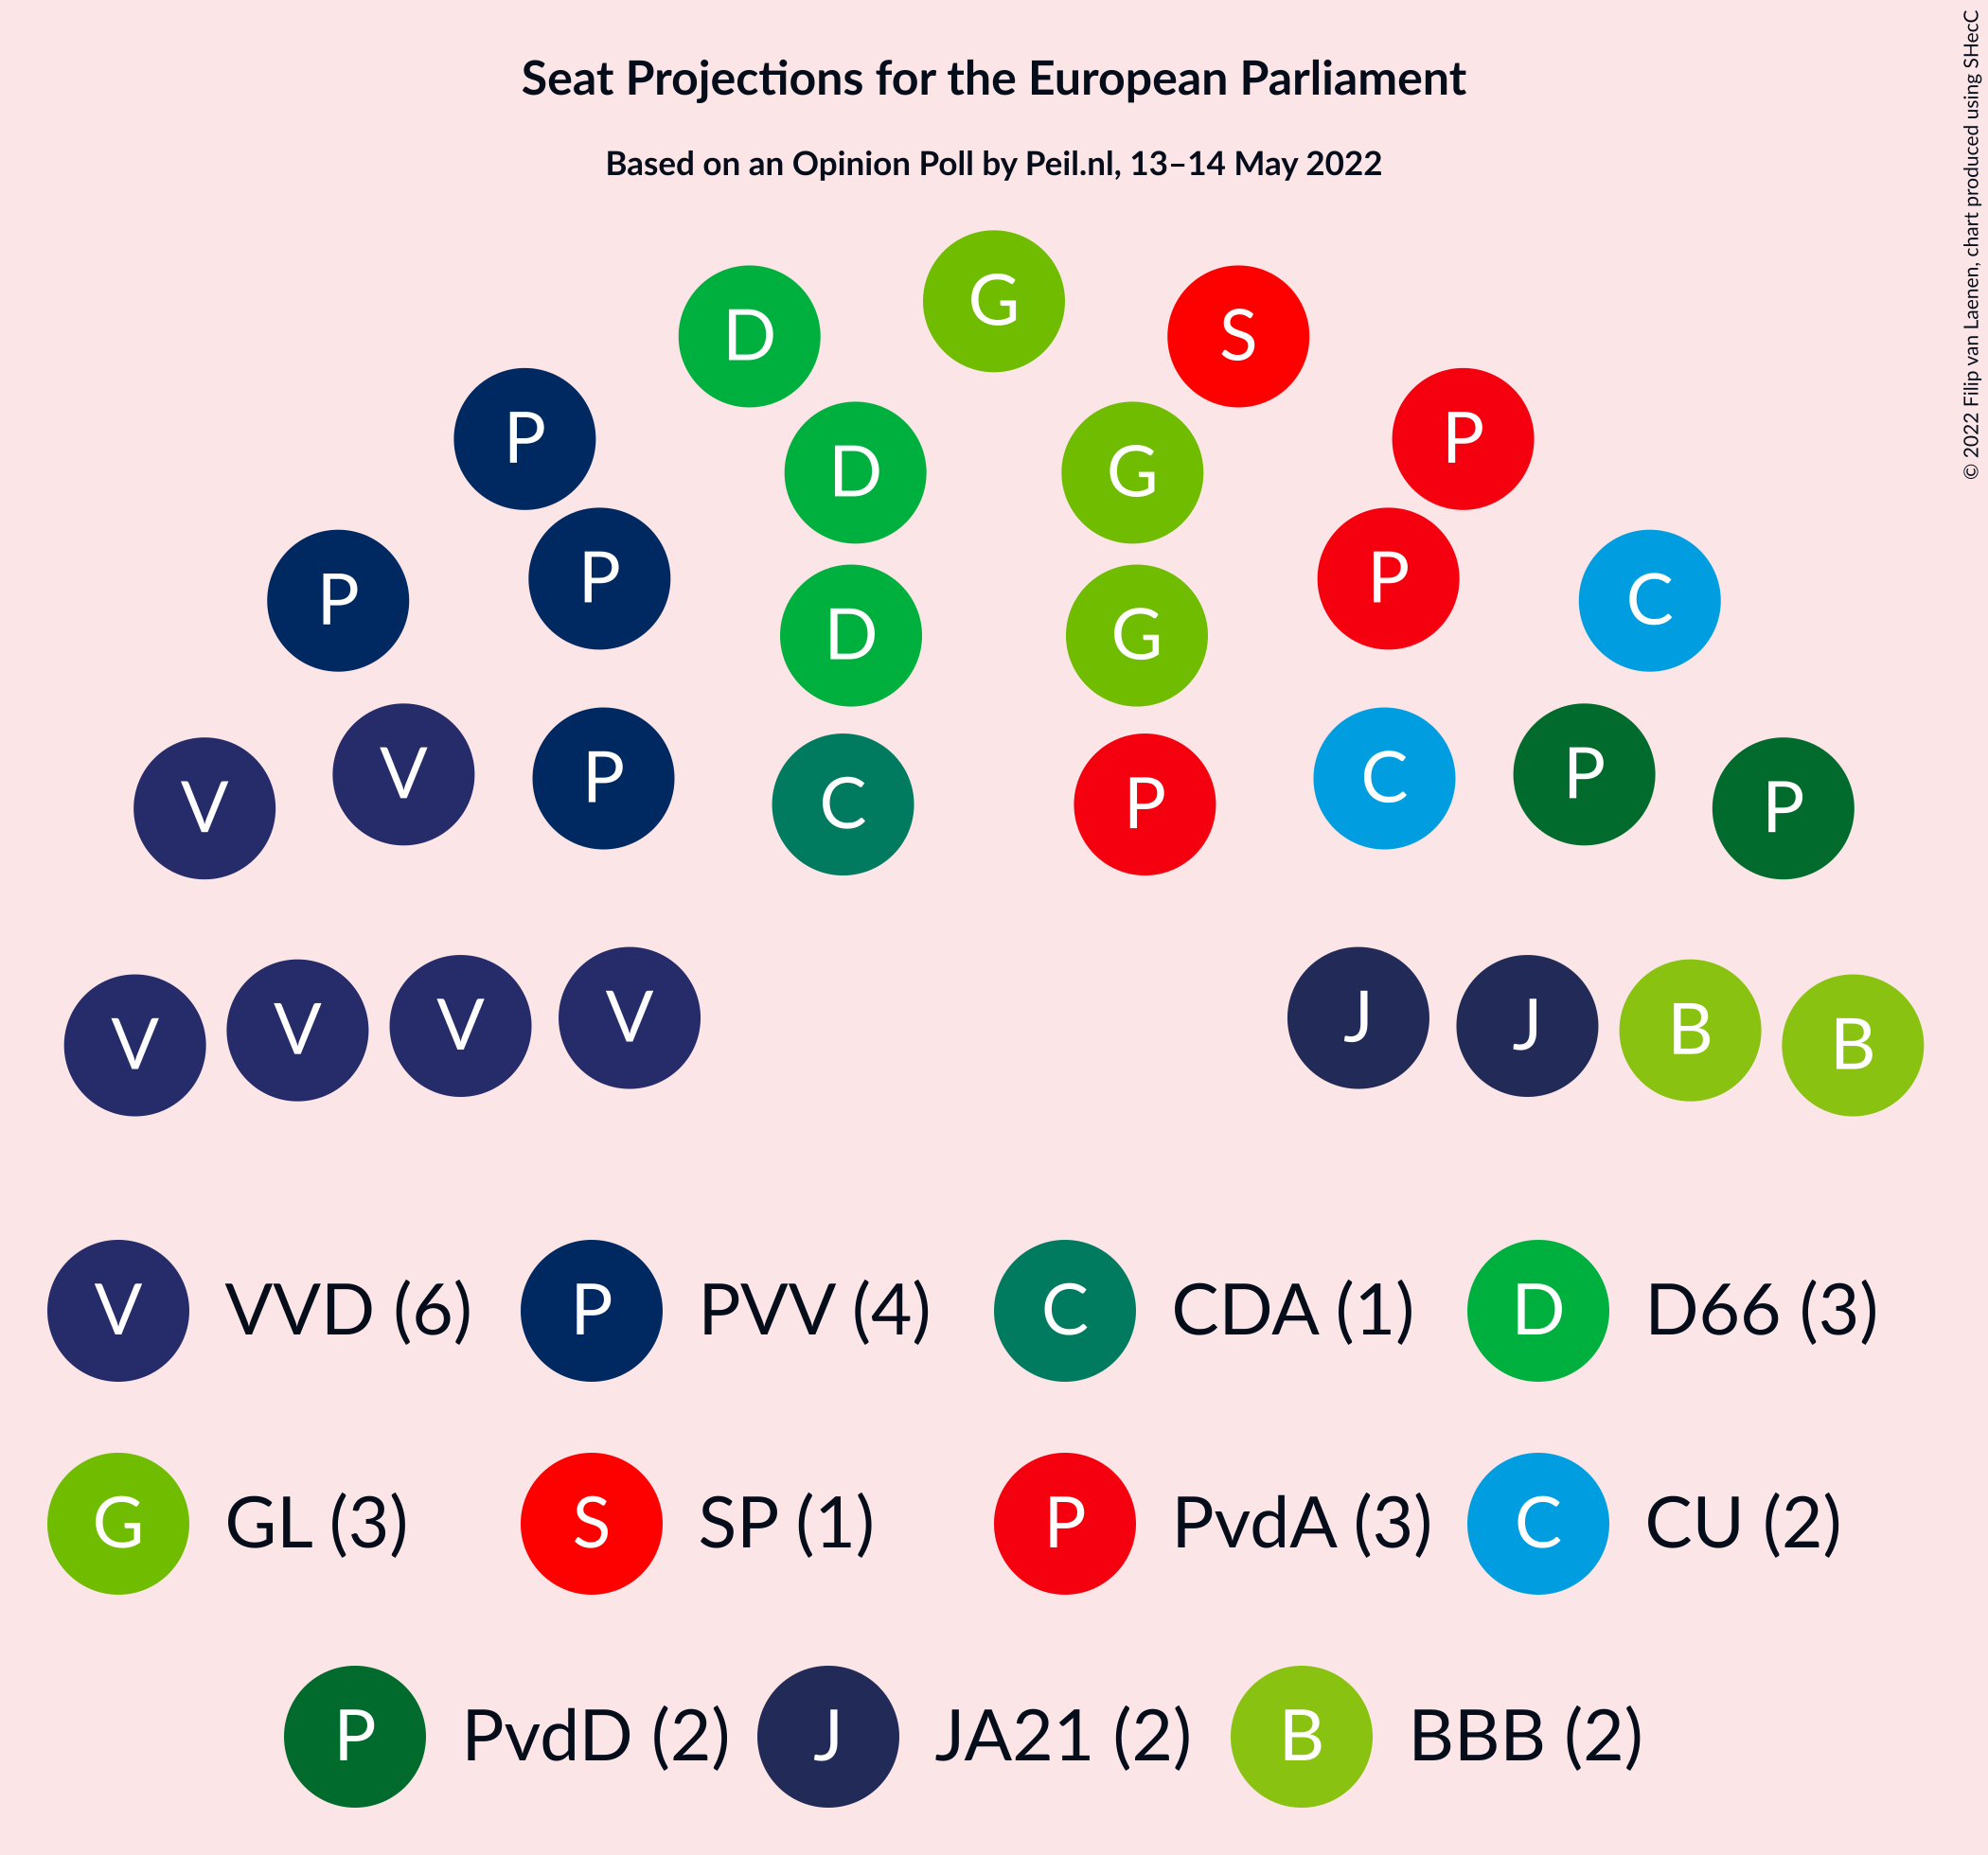 Seat Projections for the European Parliament
Based on an Opinion Poll by Peil.nl, 13–14 May 2022
© 2022 Filip van Laenen, chart produced using SHecC
G
D
S
P
P
D
G
P
P
P
C
D
G
V
V
P
C
P
C
P
P
V
V
V
V
J
J
B
B
V VVD (6) P PVV (4) C CDA (1) D D66 (3)
G GL (3) S SP (1) P PvdA (3) C CU (2)
P PvdD (2) J JA21 (2) B BBB (2)